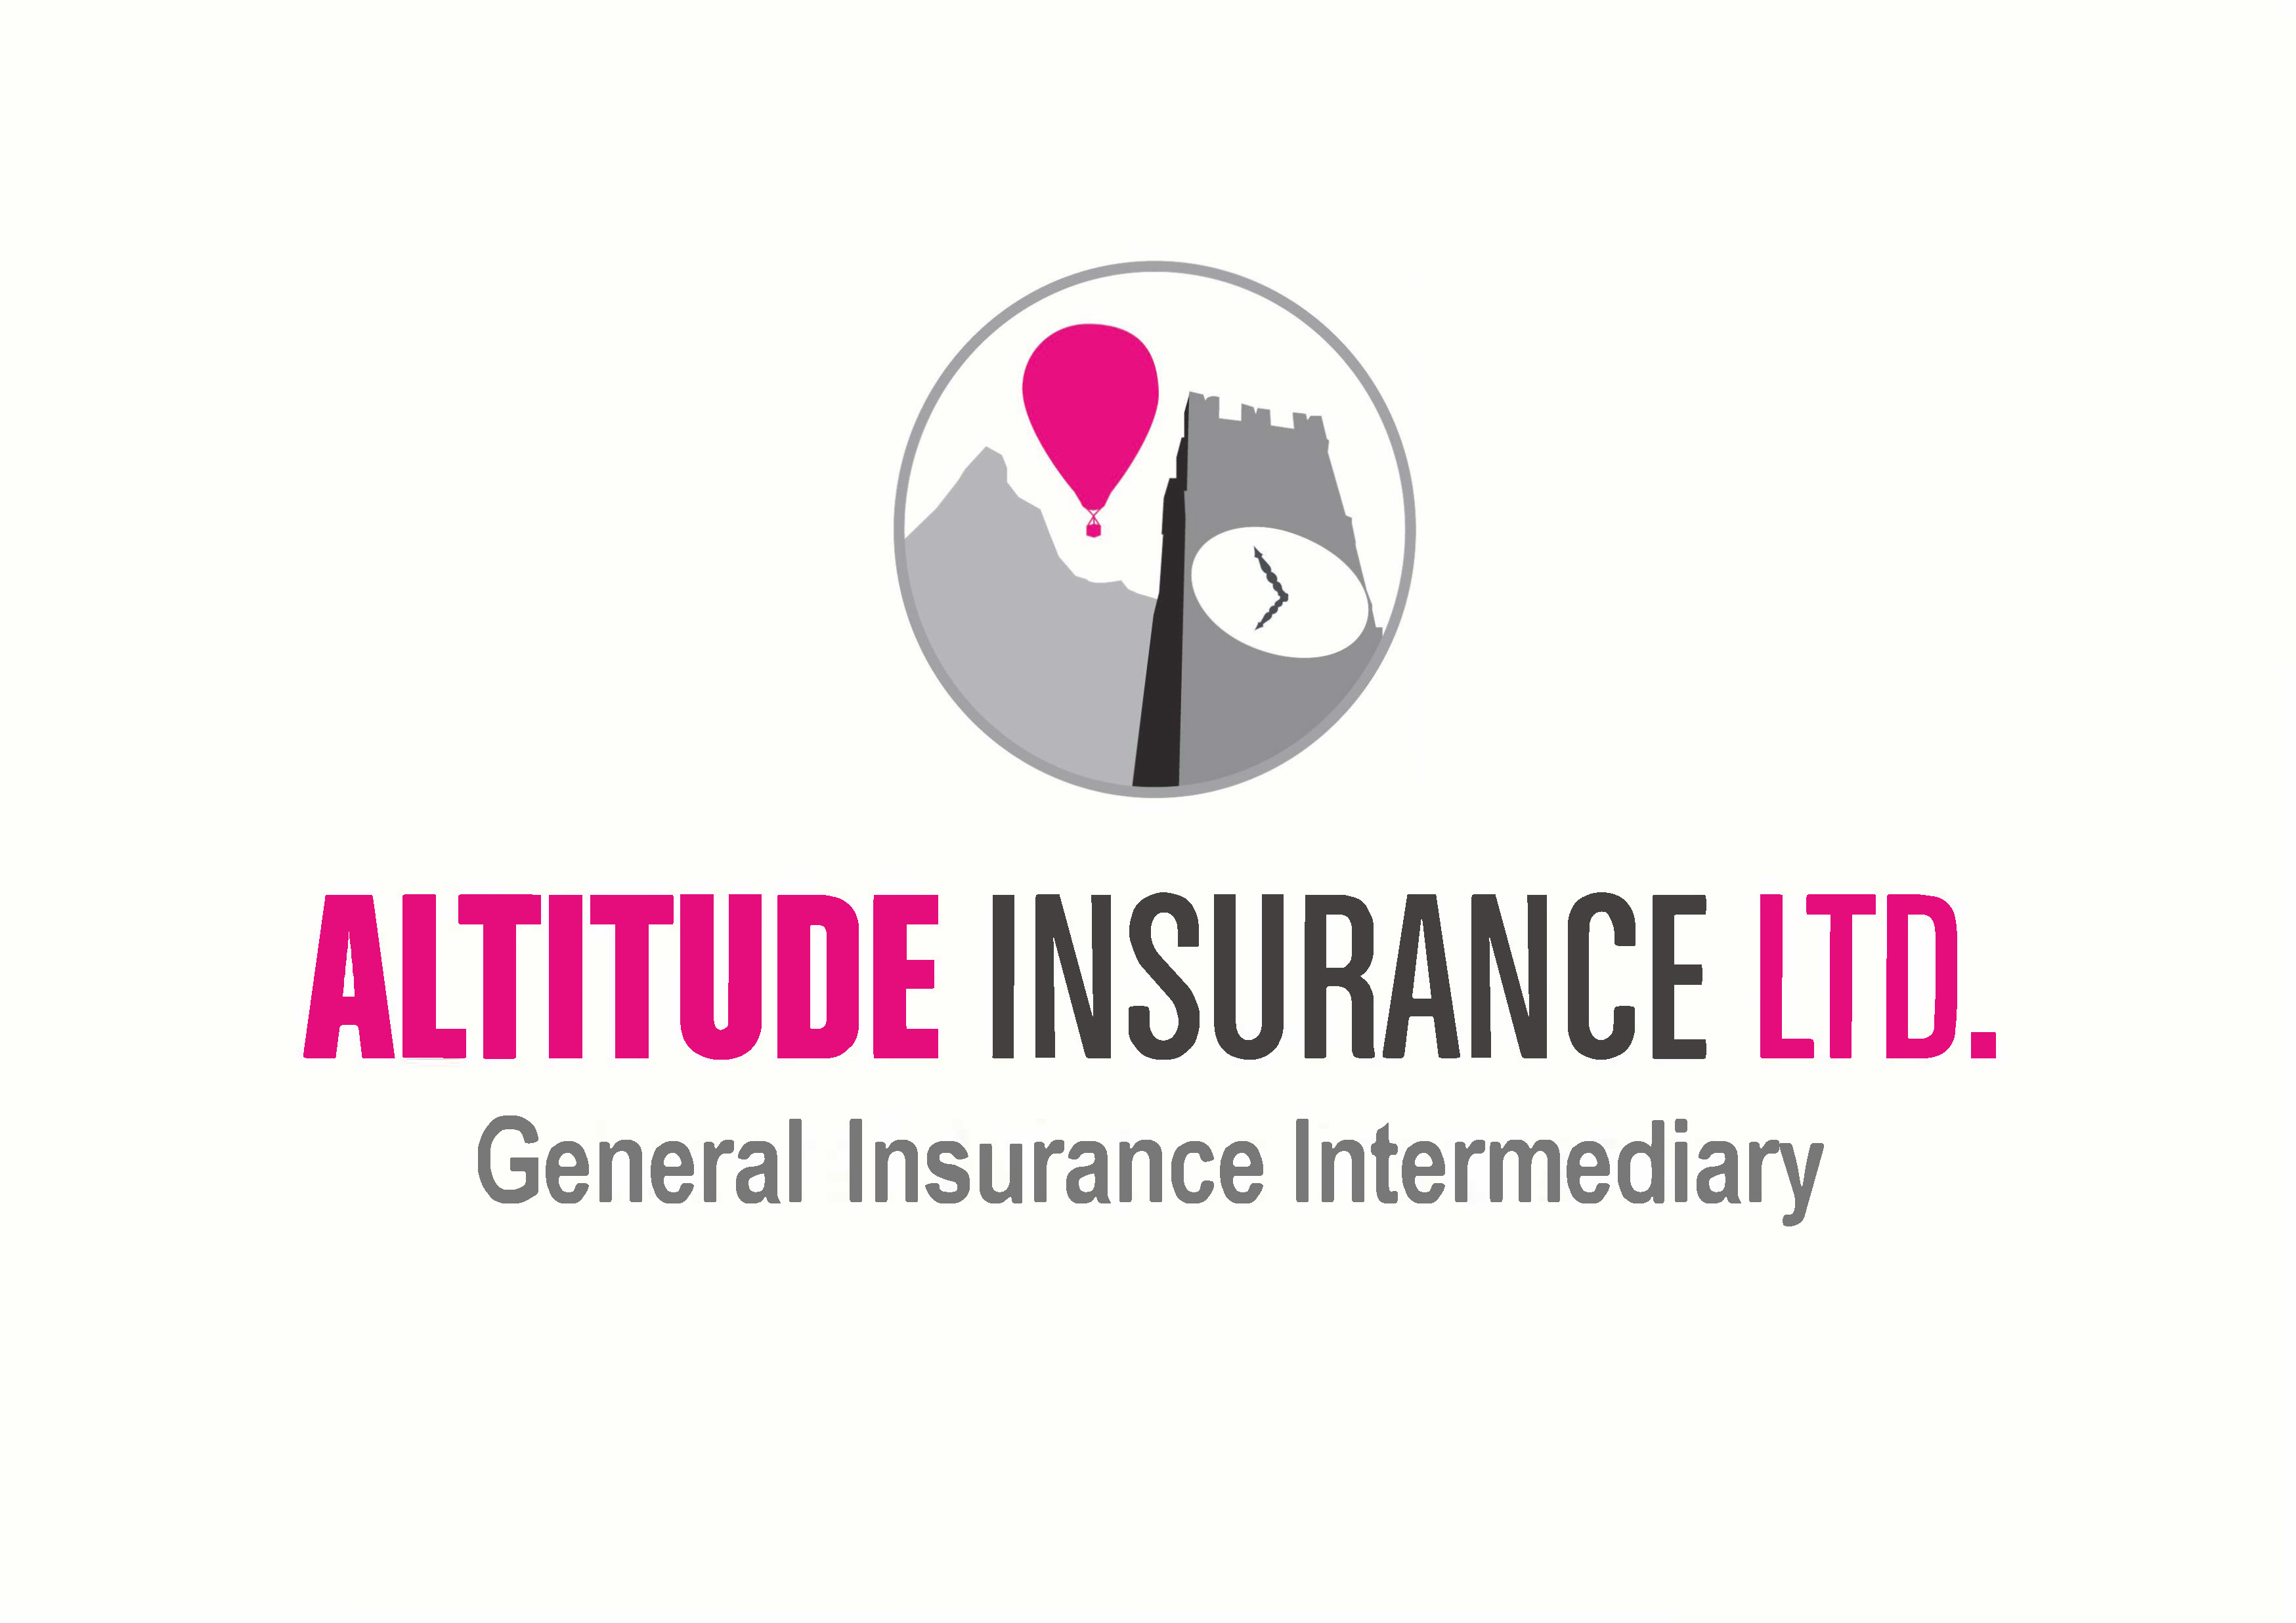 ALTITUDE INSURANCE LTD.
General Insurance Intermediary